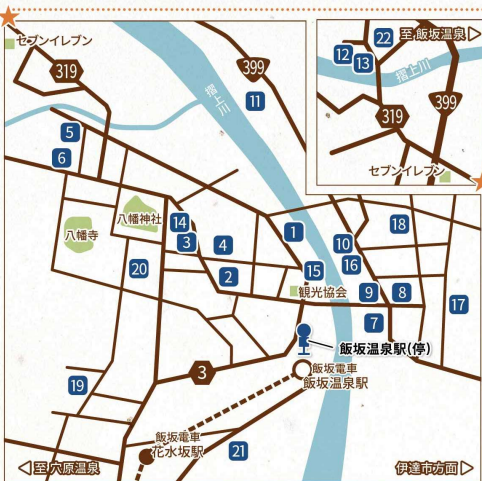 セブンイレブン
319
399
11
摺上川
5
6
八幡神社
八幡寺
14
3
4
2
20
1
15
観光協会
10
16
18
9
8
7
17
飯坂温泉駅(停)
飯坂電車
飯坂温泉駅
3
19
飯坂電車
花水坂駅
21
至 穴原温泉
伊達市方面
22
至 飯坂温泉
12
13
摺上川
319
399
セブンイレブン